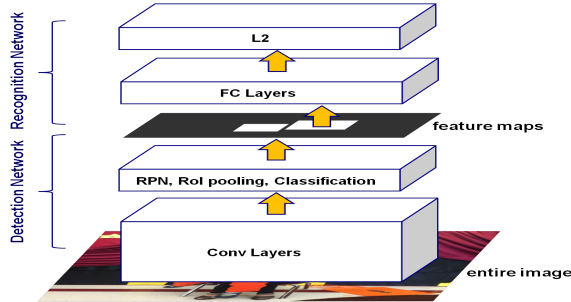 L2
Recognition Network
FC Layers
feature maps
RPN, RoI pooling, Classification
Detection Network
Conv Layers
entire image